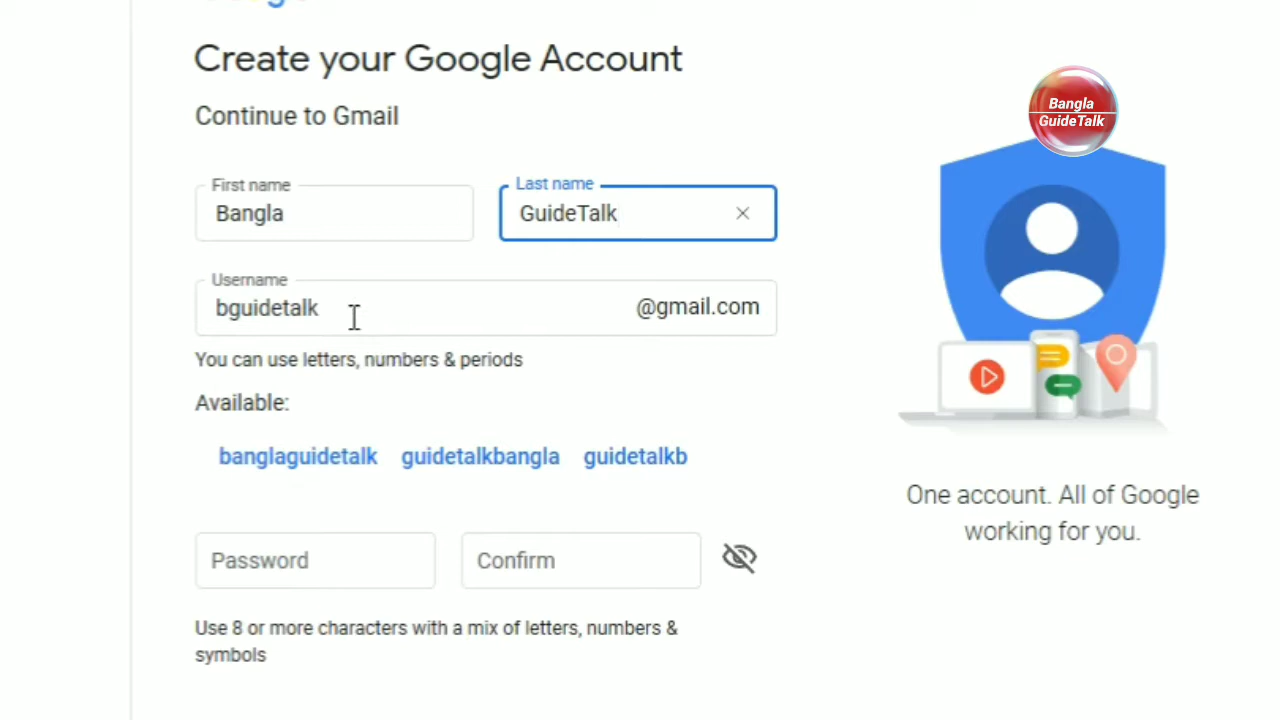 Create your Google Account
Continue to Gmail
Bangla
GuideTalk
First name
Last name
Bangla
GuideTalk
Username
bguidetalk
@gmail.com
You can use letters, numbers & periods
Available:
banglaguidetalk guidetalkbangla guidetalkb
Password
Confirm
Use 8 or more characters with a mix of letters, numbers &
symbols
One account. All of Google
working for you.